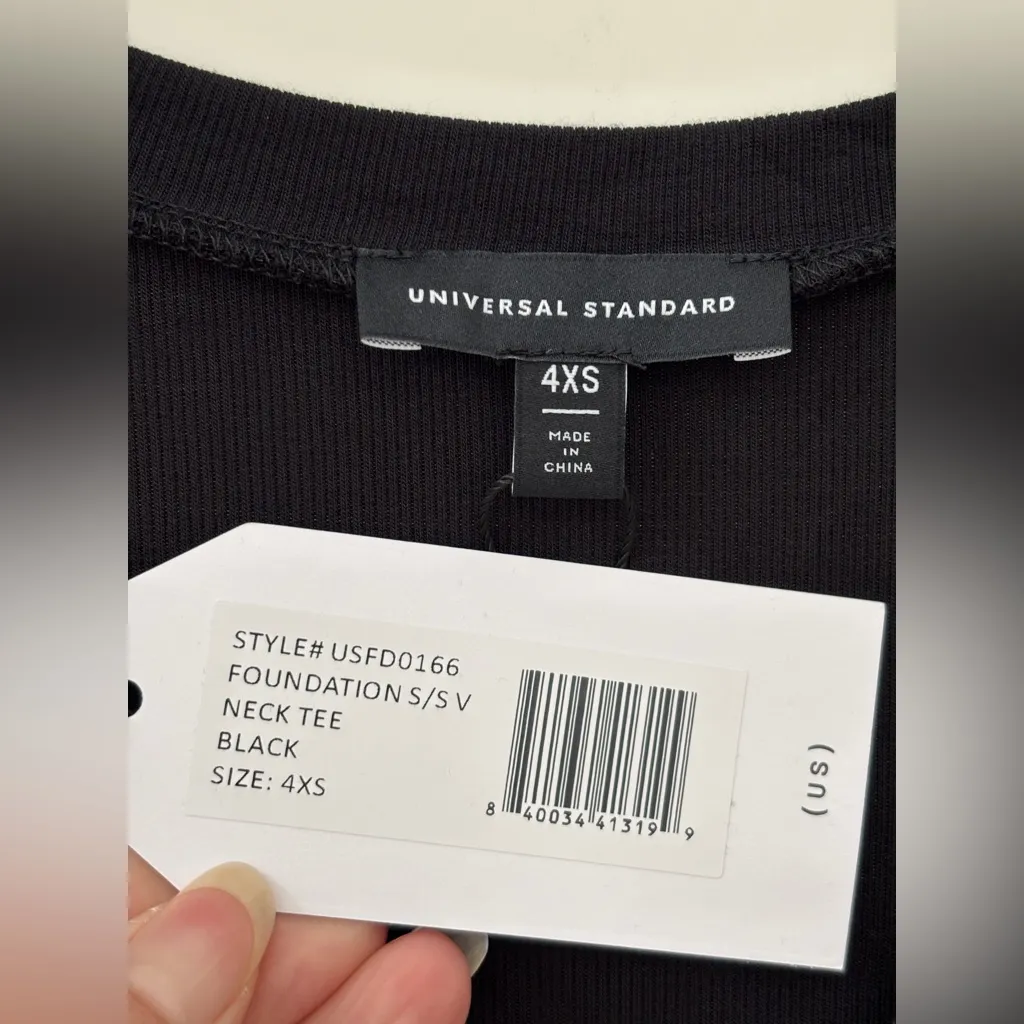 UNIVERSAL STANDARD
4XS
MADE
IN
CHINA
STYLE# USFD0166
FOUNDATION S/S V
NECK TEE
BLACK
SIZE: 4XS
8 40034 41319 9
(US)